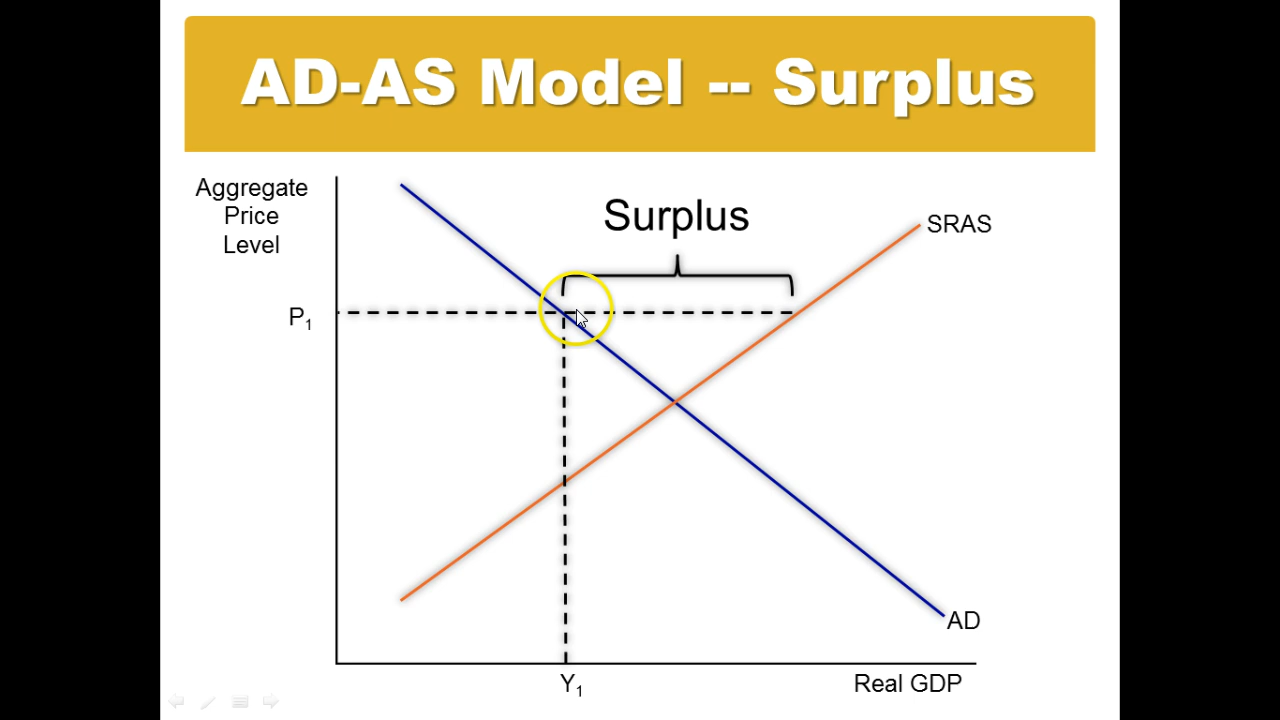 AD-AS Model -- Surplus
Aggregate
Price
Level
Surplus
SRAS
P₁
AD
Y₁
Real GDP